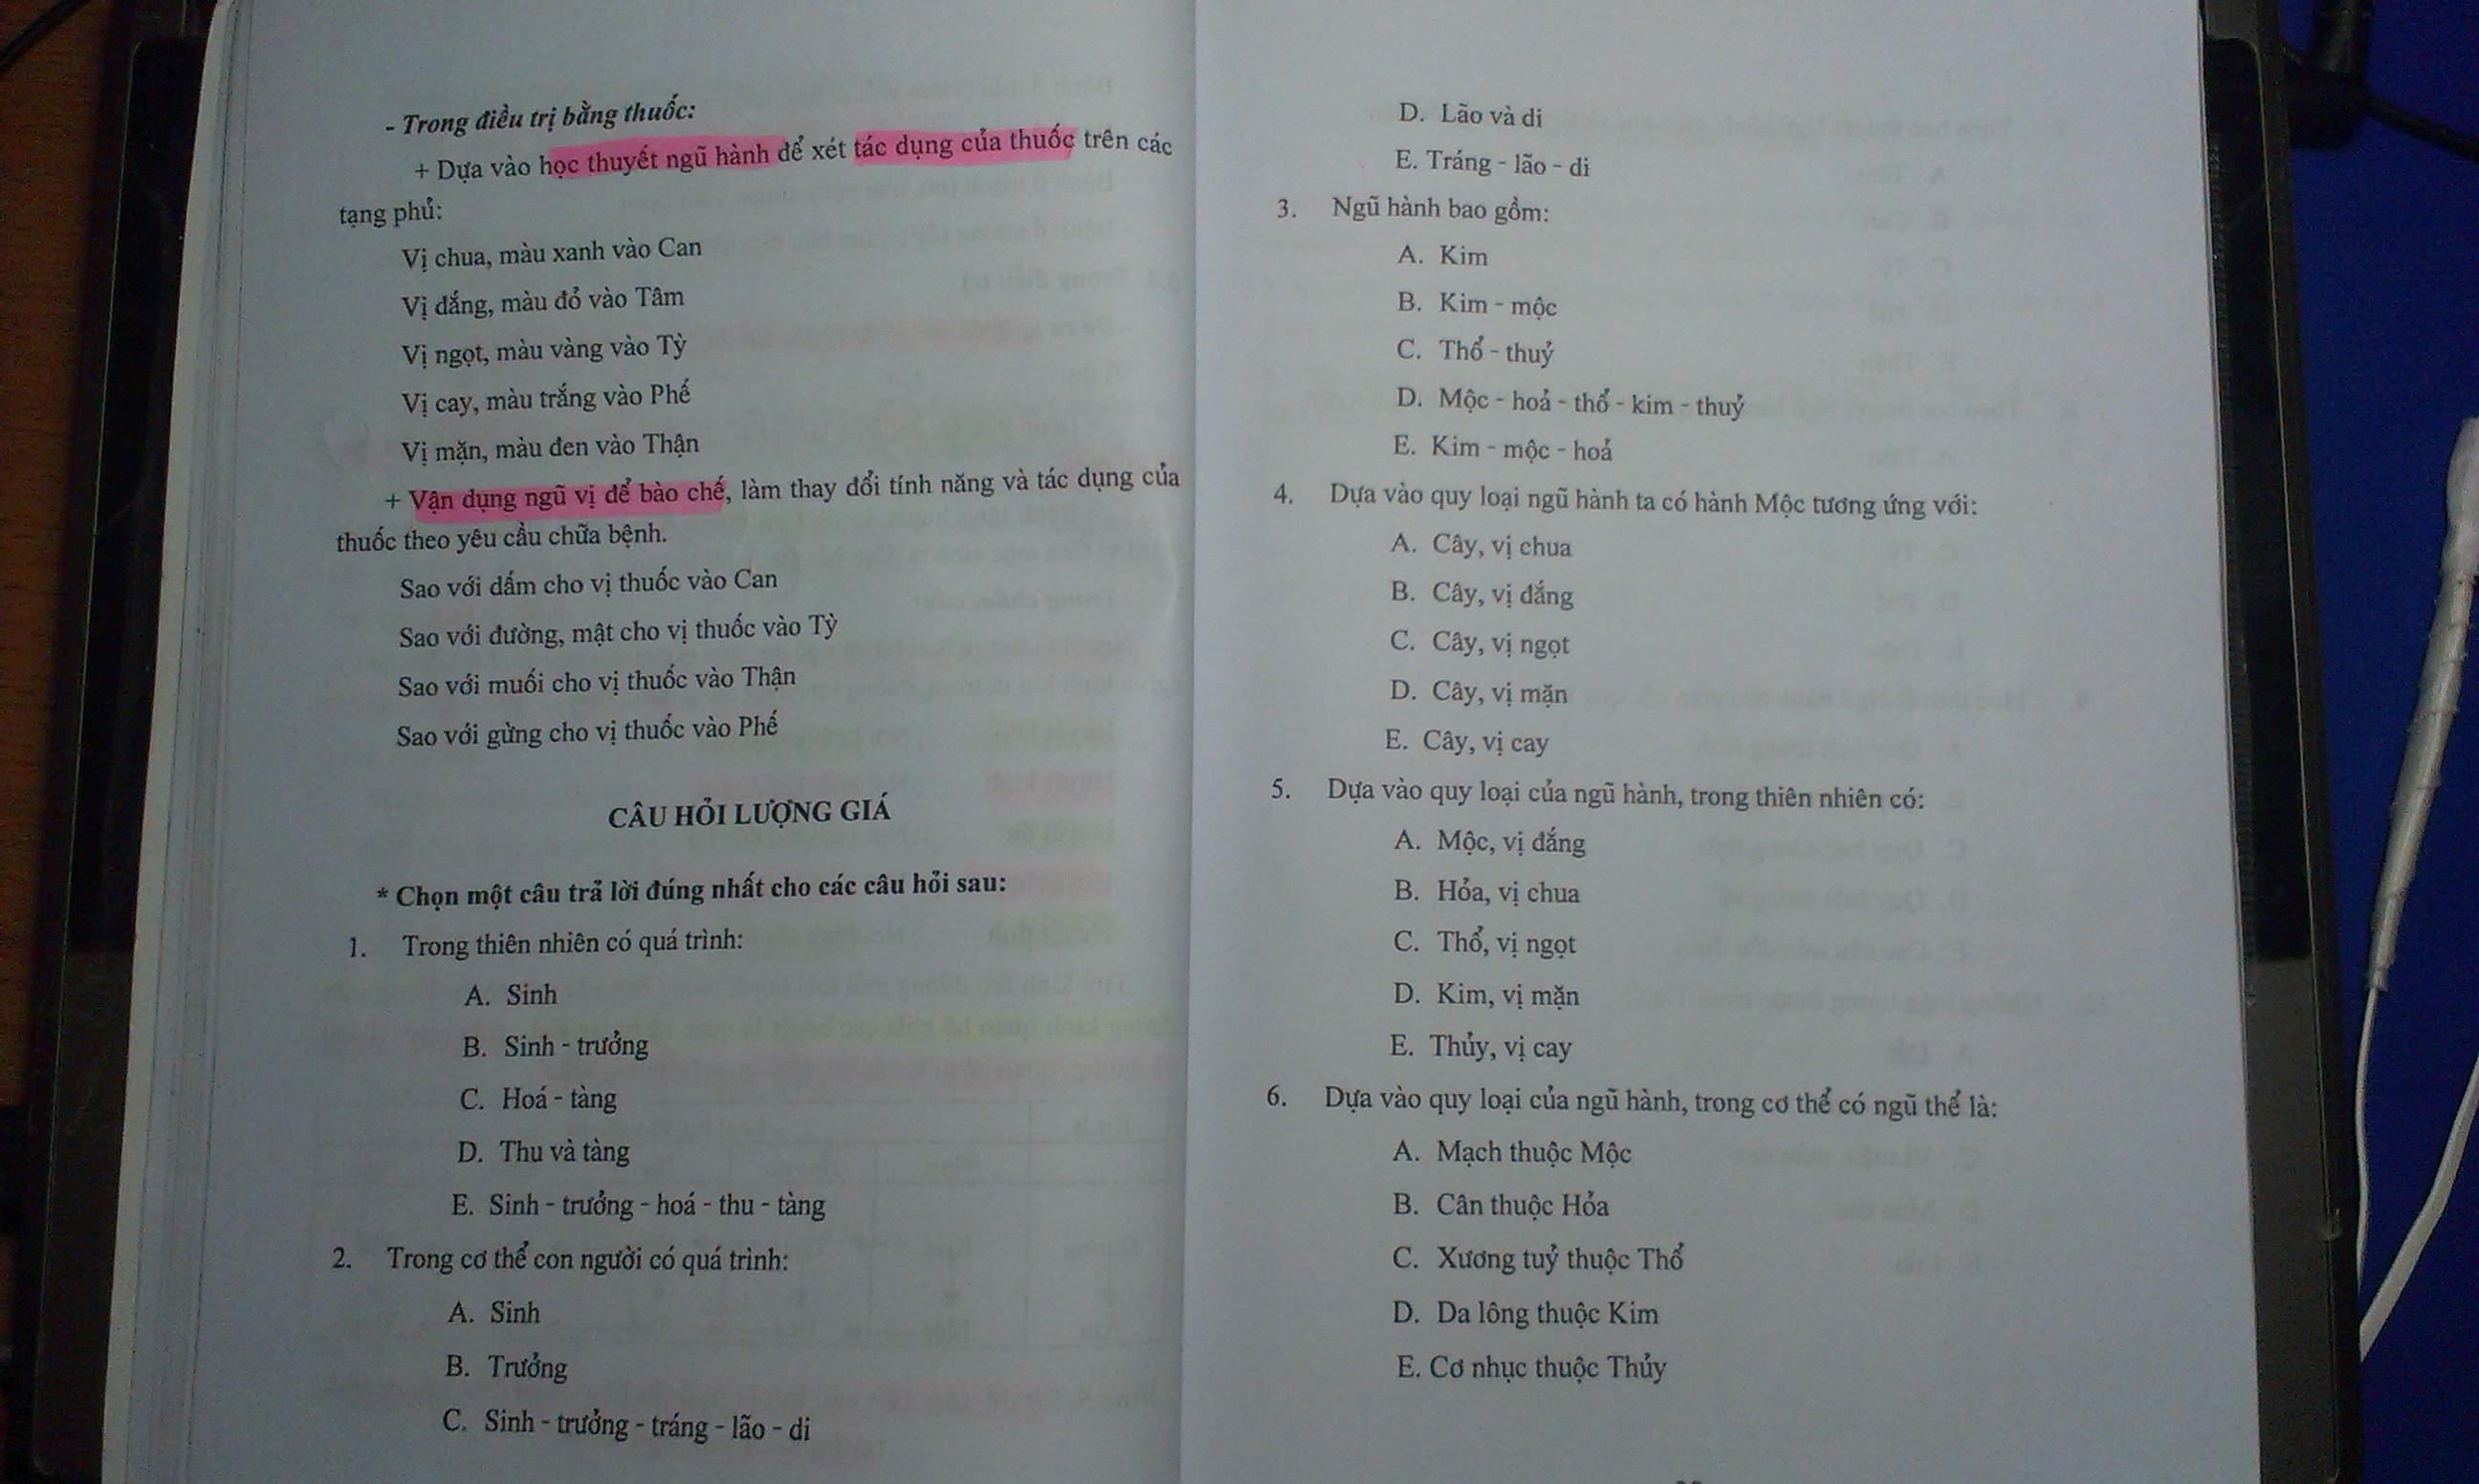 - Trong điều trị bằng thuốc:
+ Dựa vào học thuyết ngũ hành để xét tác dụng của thuốc trên các
tạng phủ:
Vị chua, màu xanh vào Can
Vị đắng, màu đỏ vào Tâm
Vị ngọt, màu vàng vào Tỳ
Vị cay, màu trắng vào Phế
Vị mặn, màu đen vào Thận
+ Vận dụng ngũ vị để bào chế, làm thay đổi tính năng và tác dụng của
thuốc theo yêu cầu chữa bệnh.
Sao với dấm cho vị thuốc vào Can
Sao với đường, mật cho vị thuốc vào Tỳ
Sao với muối cho vị thuốc vào Thận
Sao với gừng cho vị thuốc vào Phế
CÂU HỎI LƯỢNG GIÁ
* Chọn một câu trả lời đúng nhất cho các câu hỏi sau:
1. Trong thiên nhiên có quá trình:
A. Sinh
B. Sinh - trưởng
C. Hoá - tàng
D. Thu và tàng
E. Sinh - trưởng - hoá - thu - tàng
2. Trong cơ thể con người có quá trình:
A. Sinh
B. Trưởng
C. Sinh - trưởng - tráng - lão - di
D. Lão và di
E. Tráng - lão - di
3. Ngũ hành bao gồm:
A. Kim
B. Kim - mộc
C. Thổ - thuỷ
D. Mộc - hoả - thổ - kim - thuỷ
E. Kim - mộc - hoả
4. Dựa vào quy loại ngũ hành ta có hành Mộc tương ứng với:
A. Cây, vị chua
B. Cây, vị đắng
C. Cây, vị ngọt
D. Cây, vị mặn
E. Cây, vị cay
5. Dựa vào quy loại của ngũ hành, trong thiên nhiên có:
A. Mộc, vị đắng
B. Hỏa, vị chua
C. Thổ, vị ngọt
D. Kim, vị mặn
E. Thủy, vị cay
6. Dựa vào quy loại của ngũ hành, trong cơ thể có ngũ thể là:
A. Mạch thuộc Mộc
B. Cân thuộc Hỏa
C. Xương tuỷ thuộc Thổ
D. Da lông thuộc Kim
E. Cơ nhục thuộc Thủy